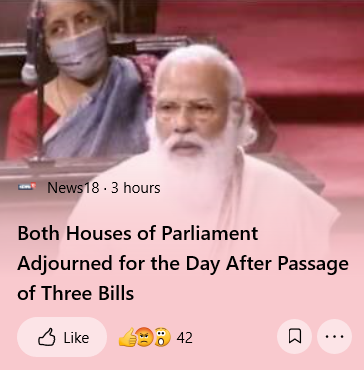 News18 · 3 hours
Both Houses of Parliament
Adjourned for the Day After Passage
of Three Bills
Like 42